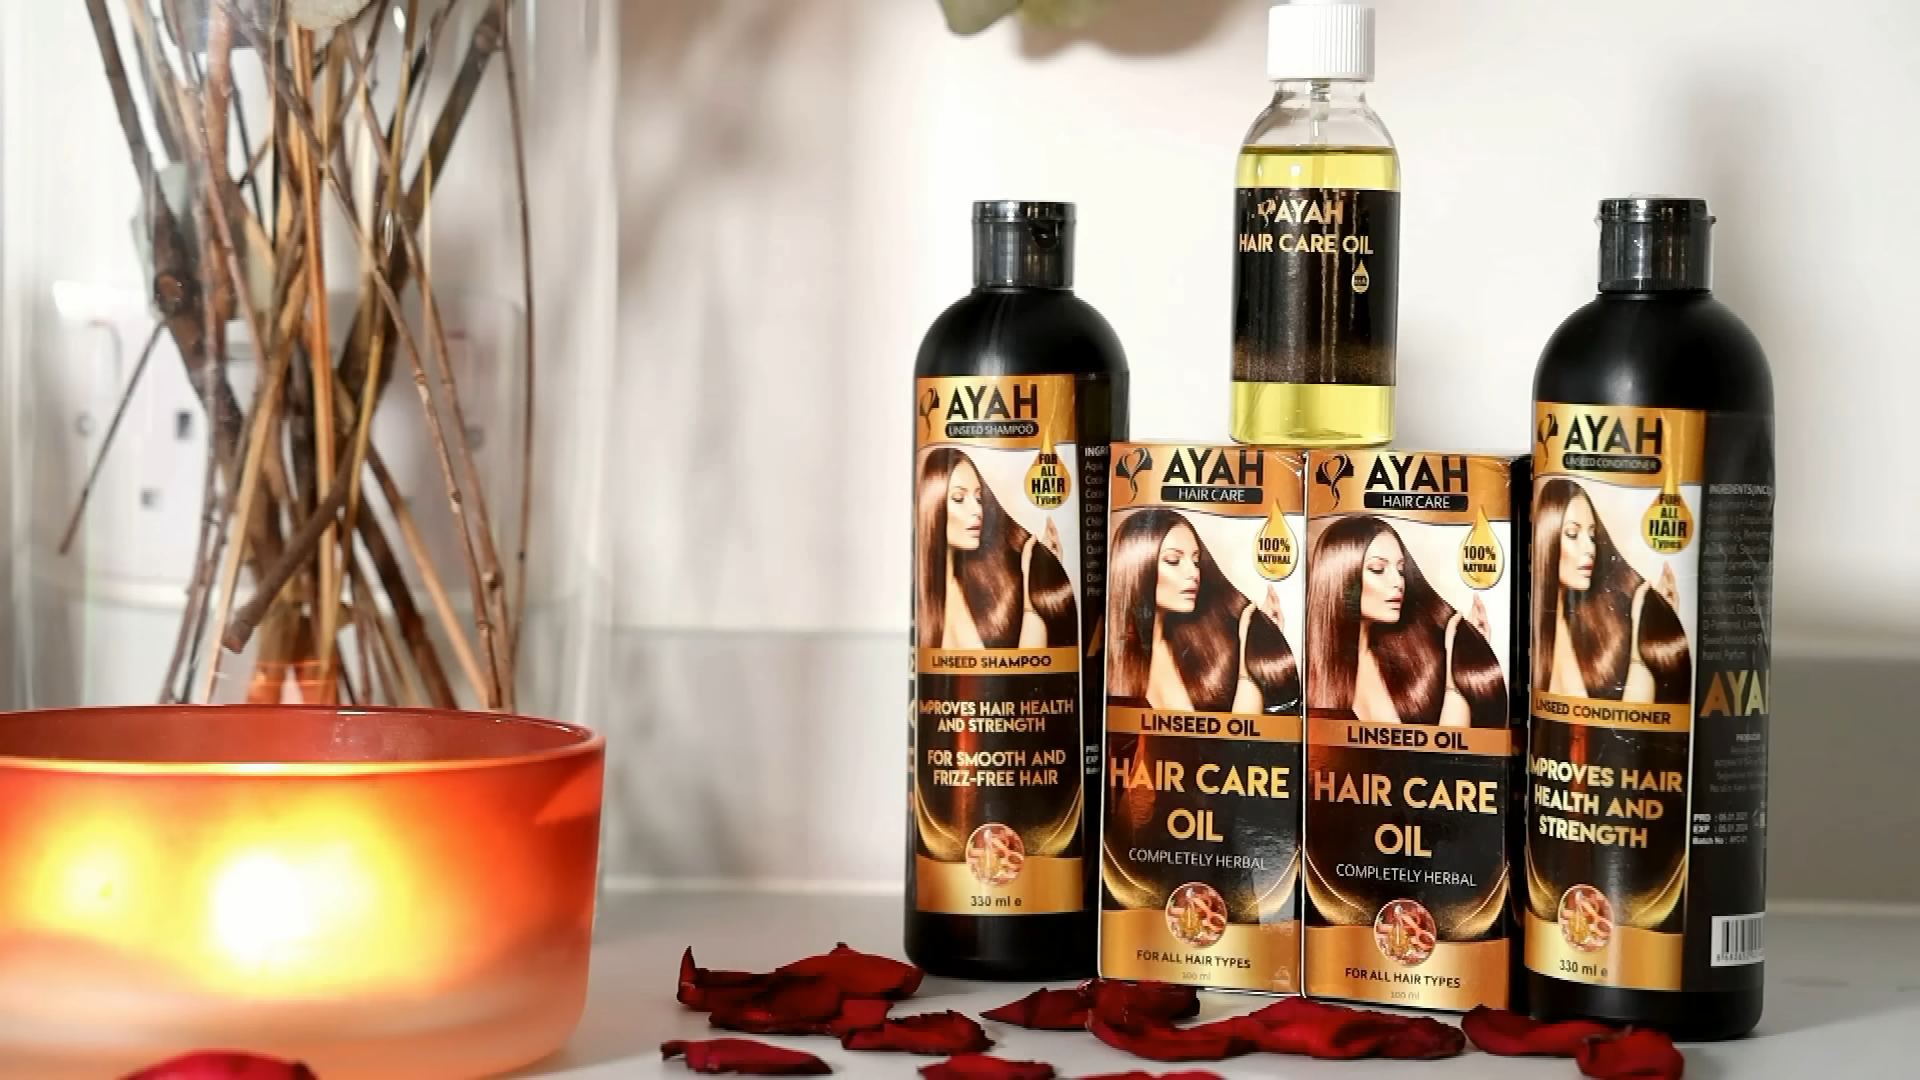 AYAH
HAIR CARE OIL
AYAH
LINSEED SHAMPOO
FOR
ALL
HAIR
Types
LINSEED SHAMPOO
IMPROVES HAIR HEALTH
AND STRENGTH
FOR SMOOTH AND
FRIZZ-FREE HAIR
330 ml e
AYAH
HAIR CARE
100%
NATURAL
LINSEED OIL
HAIR CARE
OIL
COMPLETELY HERBAL
FOR ALL HAIR TYPES
100 ml
AYAH
HAIR CARE
100%
NATURAL
LINSEED OIL
HAIR CARE
OIL
COMPLETELY HERBAL
FOR ALL HAIR TYPES
100 ml
AYAH
LINSEED CONDITIONER
FOR
ALL
HAIR
Types
LINSEED CONDITIONER
IMPROVES HAIR
HEALTH AND
STRENGTH
330 ml e
AYA